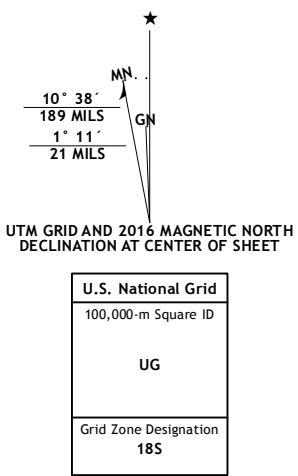 ★
MN
10° 38´
189 MILS
GN
1° 11´
21 MILS
UTM GRID AND 2016 MAGNETIC NORTH
DECLINATION AT CENTER OF SHEET
U.S. National Grid
100,000-m Square ID
UG
Grid Zone Designation
18S